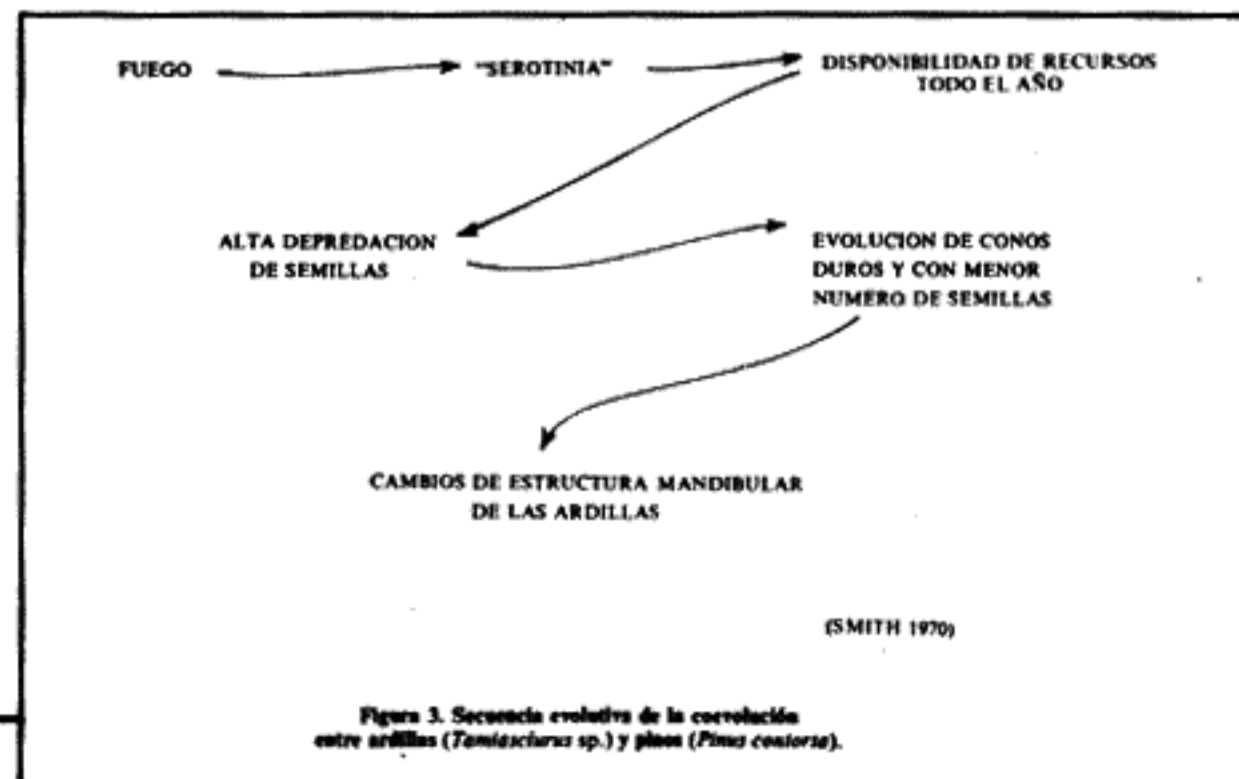 FUEGO
"SEROTINIA"
DISPONIBILIDAD DE RECURSOS
TODO EL AÑO
ALTA DEPREDACION
DE SEMILLAS
EVOLUCION DE CONOS
DUROS Y CON MENOR
NUMERO DE SEMILLAS
CAMBIOS DE ESTRUCTURA MANDIBULAR
DE LAS ARDILLAS
(SMITH 1970)
Figura 3. Secuencia evolutiva de la coevolución
entre ardillas (Tamiasciurus sp.) y pinos (Pinus contorta).